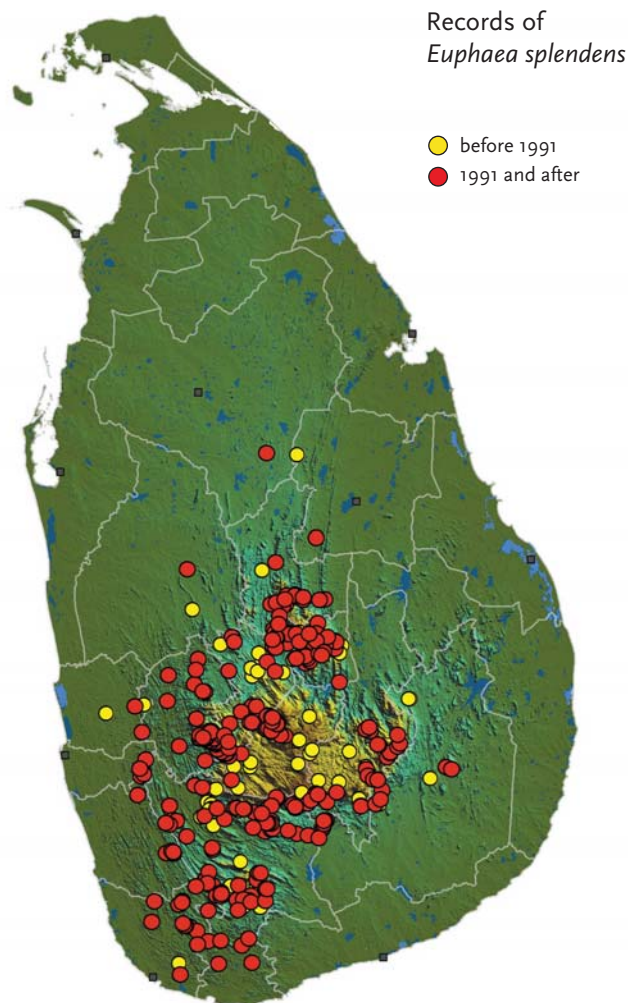 Records of
Euphaea splendens
before 1991
1991 and after